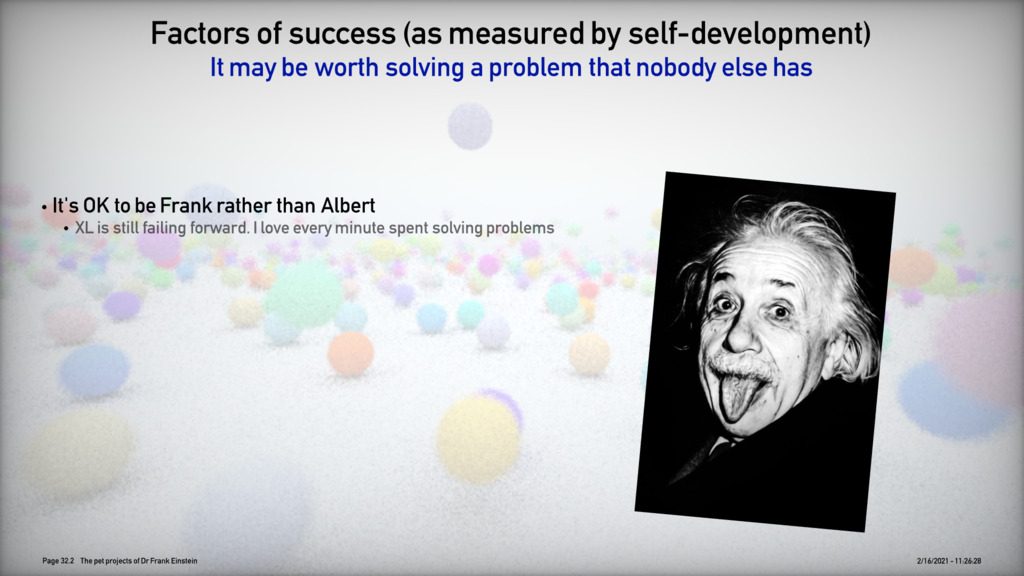 Factors of success (as measured by self-development)
It may be worth solving a problem that nobody else has
• It's OK to be Frank rather than Albert
• XL is still failing forward. I love every minute spent solving problems
Page 32.2 The pet projects of Dr Frank Einstein
2/16/2021 - 11:26:28